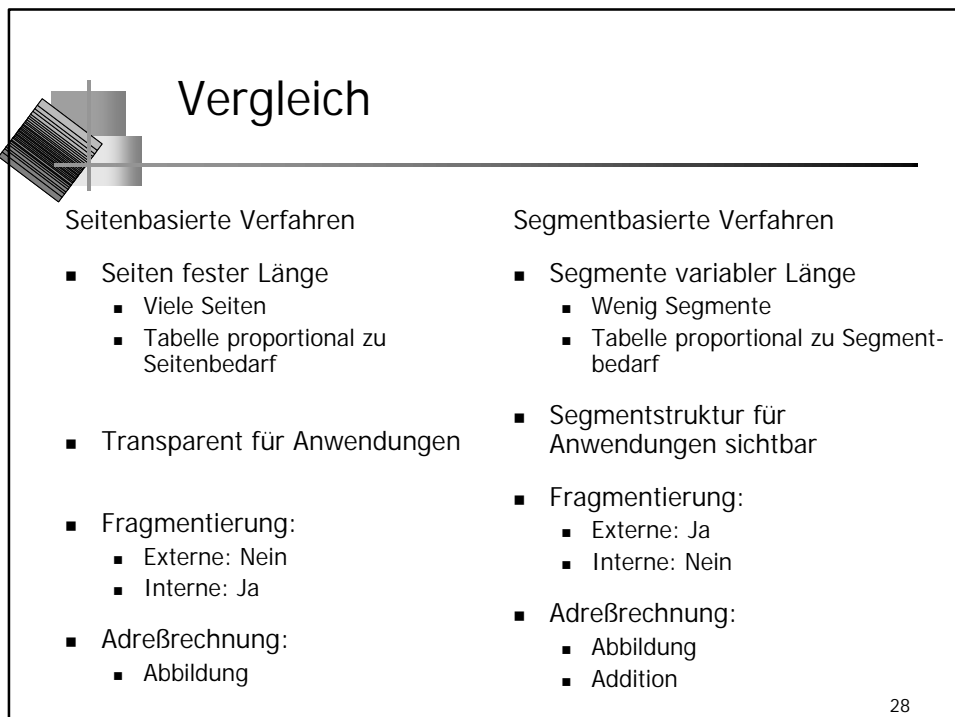 Vergleich
Seitenbasierte Verfahren
■ Seiten fester Länge
■ Viele Seiten
■ Tabelle proportional zu
Seitenbedarf
■ Transparent für Anwendungen
■ Fragmentierung:
■ Externe: Nein
■ Interne: Ja
■ Adreßrechnung:
■ Abbildung
Segmentbasierte Verfahren
■ Segmente variabler Länge
■ Wenig Segmente
■ Tabelle proportional zu Segment-
bedarf
■ Segmentstruktur für
Anwendungen sichtbar
■ Fragmentierung:
■ Externe: Ja
■ Interne: Nein
■ Adreßrechnung:
■ Abbildung
■ Addition
28